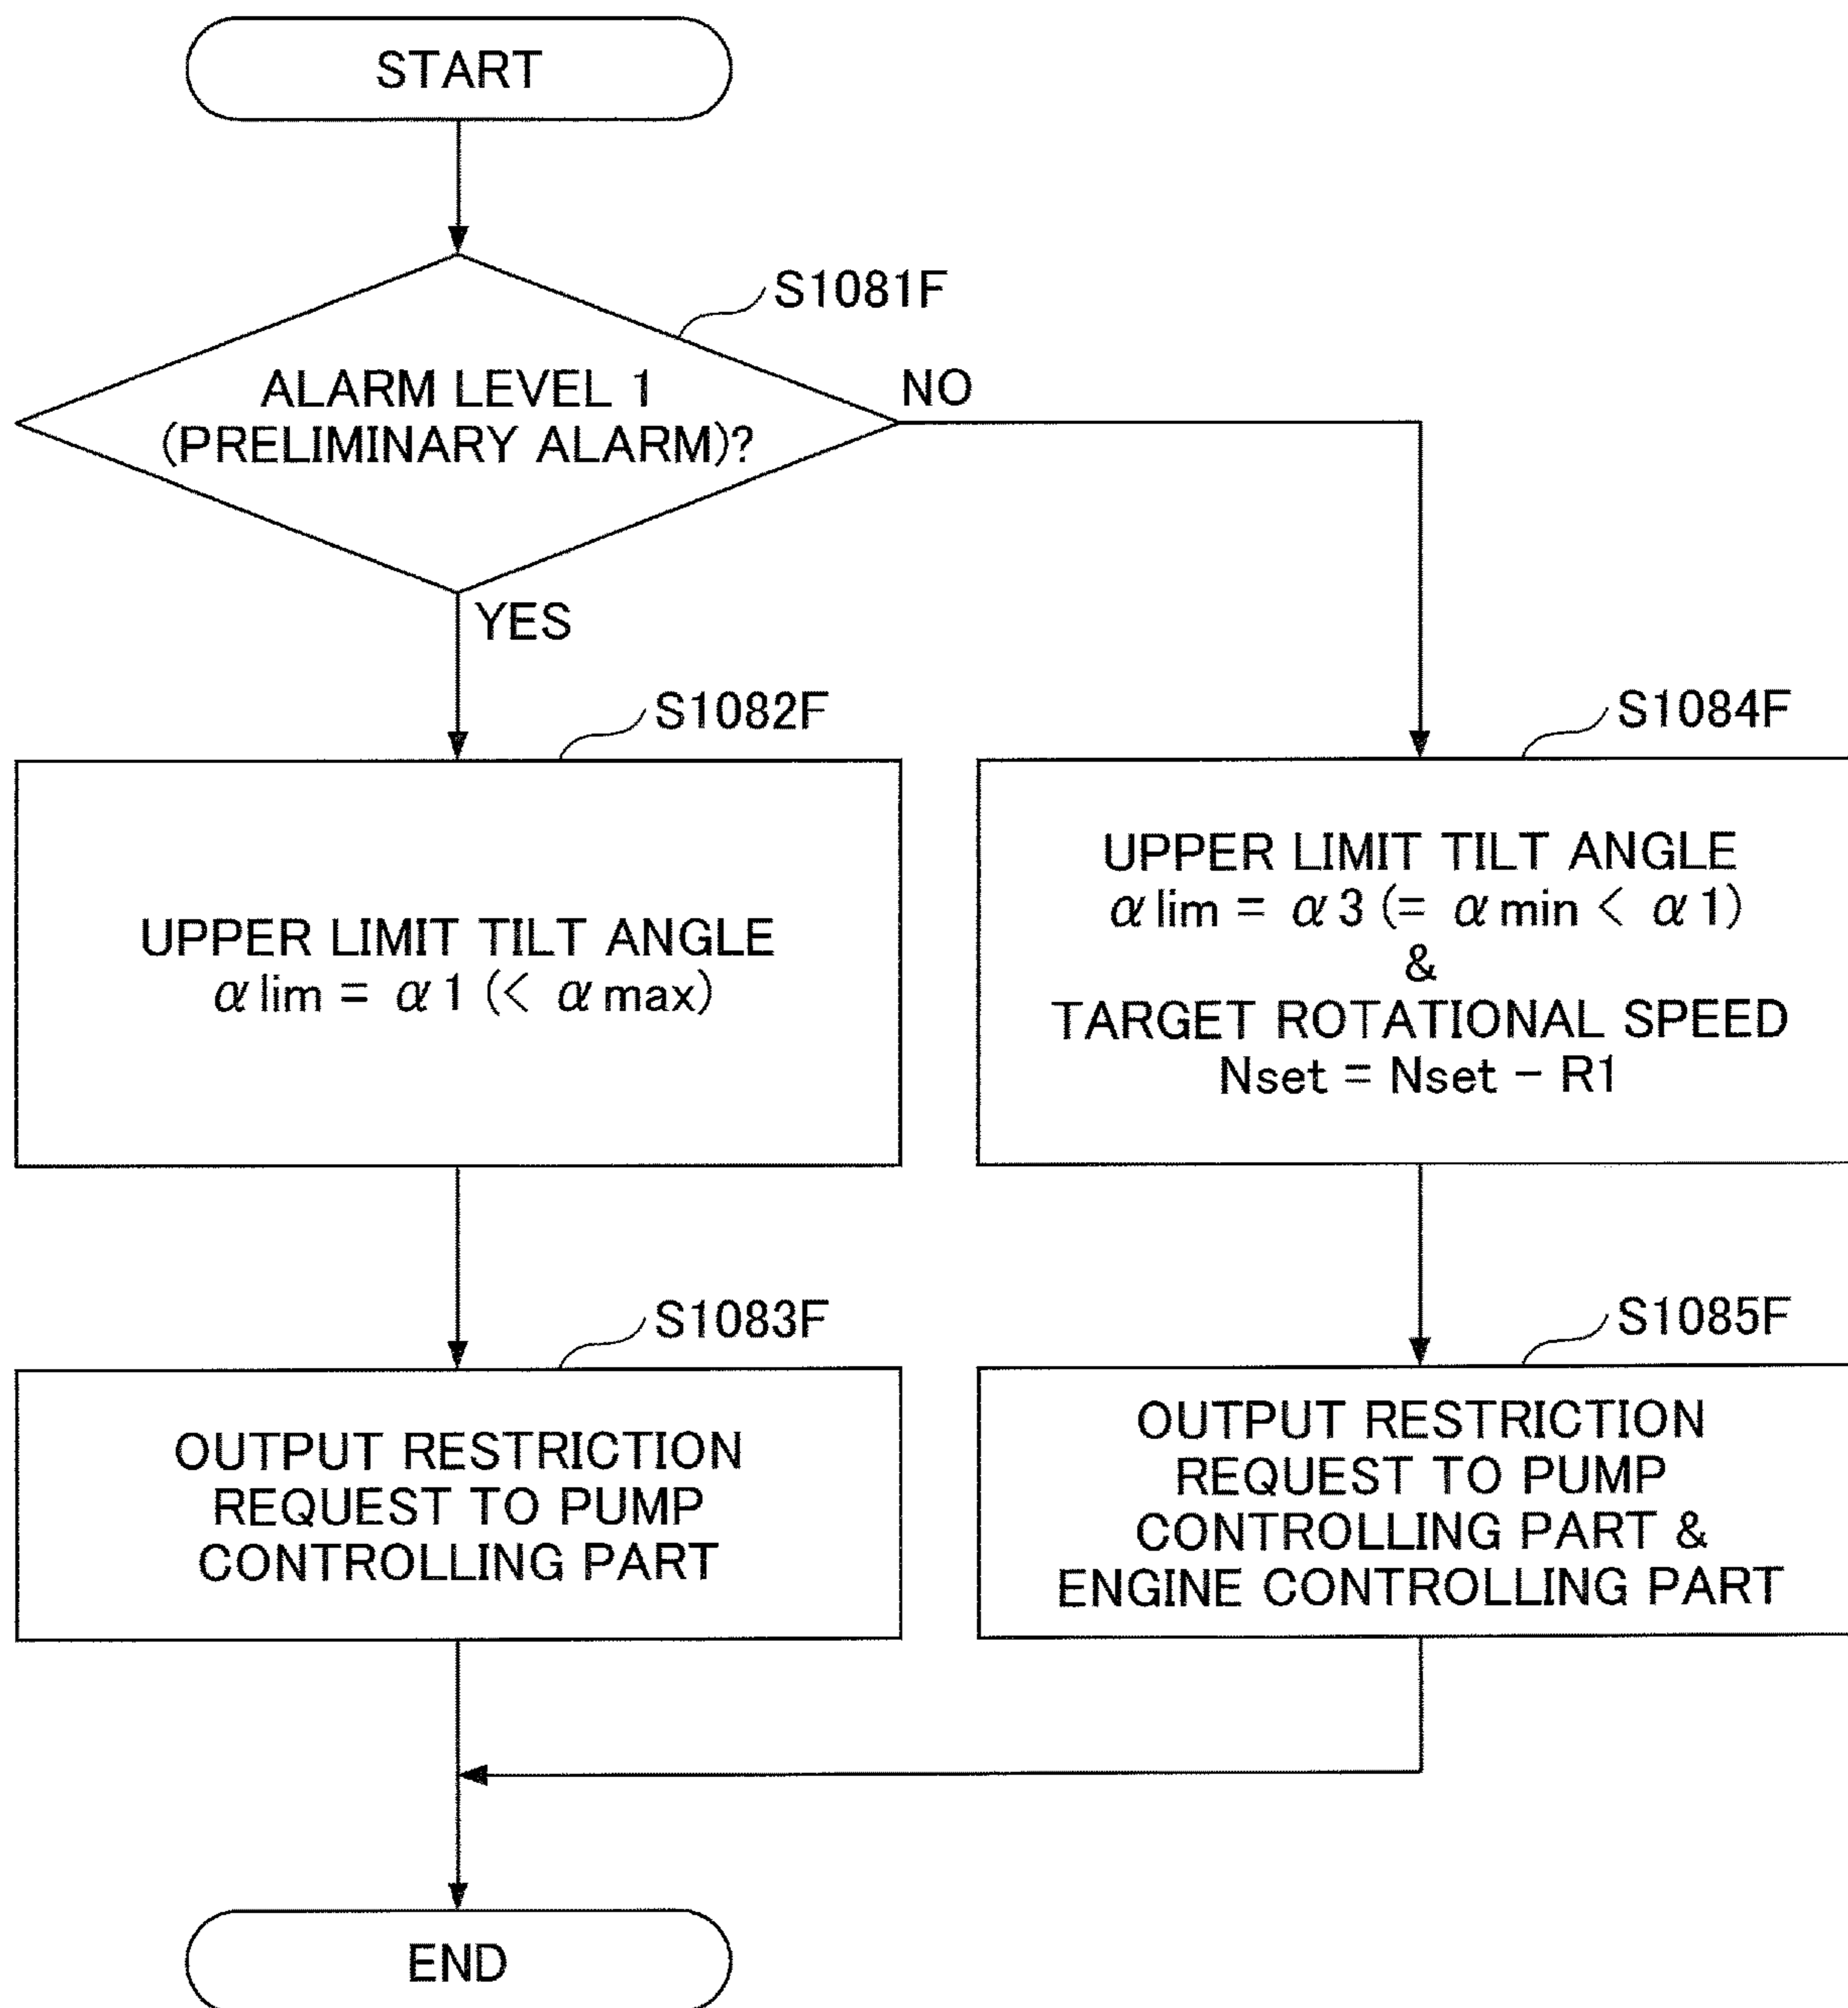 START
S1081F
ALARM LEVEL 1
(PRELIMINARY ALARM)?
NO
YES
S1082F
UPPER LIMIT TILT ANGLE
α lim = α 1 (< α max)
S1084F
UPPER LIMIT TILT ANGLE
α lim = α 3 (= α min < α 1)
&
TARGET ROTATIONAL SPEED
Nset = Nset − R1
S1083F
OUTPUT RESTRICTION
REQUEST TO PUMP
CONTROLLING PART
S1085F
OUTPUT RESTRICTION
REQUEST TO PUMP
CONTROLLING PART &
ENGINE CONTROLLING PART
END